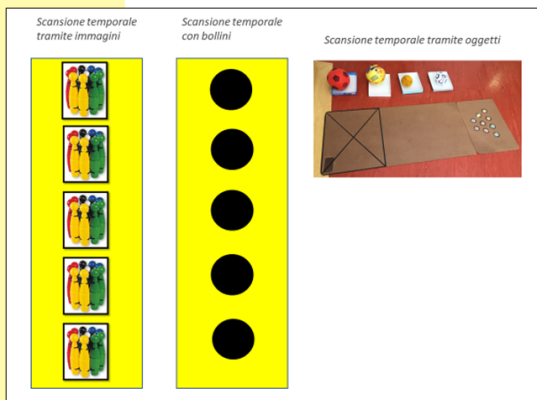 Scansione temporale
tramite immagini
Scansione temporale
con bollini
Scansione temporale tramite oggetti